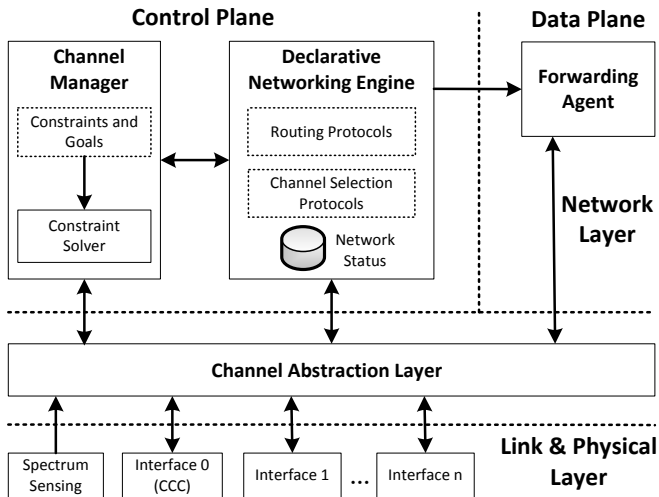 Control Plane
Data Plane
Channel
Manager
Constraints and
Goals
Constraint
Solver
Declarative
Networking Engine
Routing Protocols
Channel Selection
Protocols
Network
Status
Forwarding
Agent
Network
Layer
Channel Abstraction Layer
Spectrum
Sensing
Interface 0
(CCC)
Interface 1
...
Interface n
Link & Physical
Layer